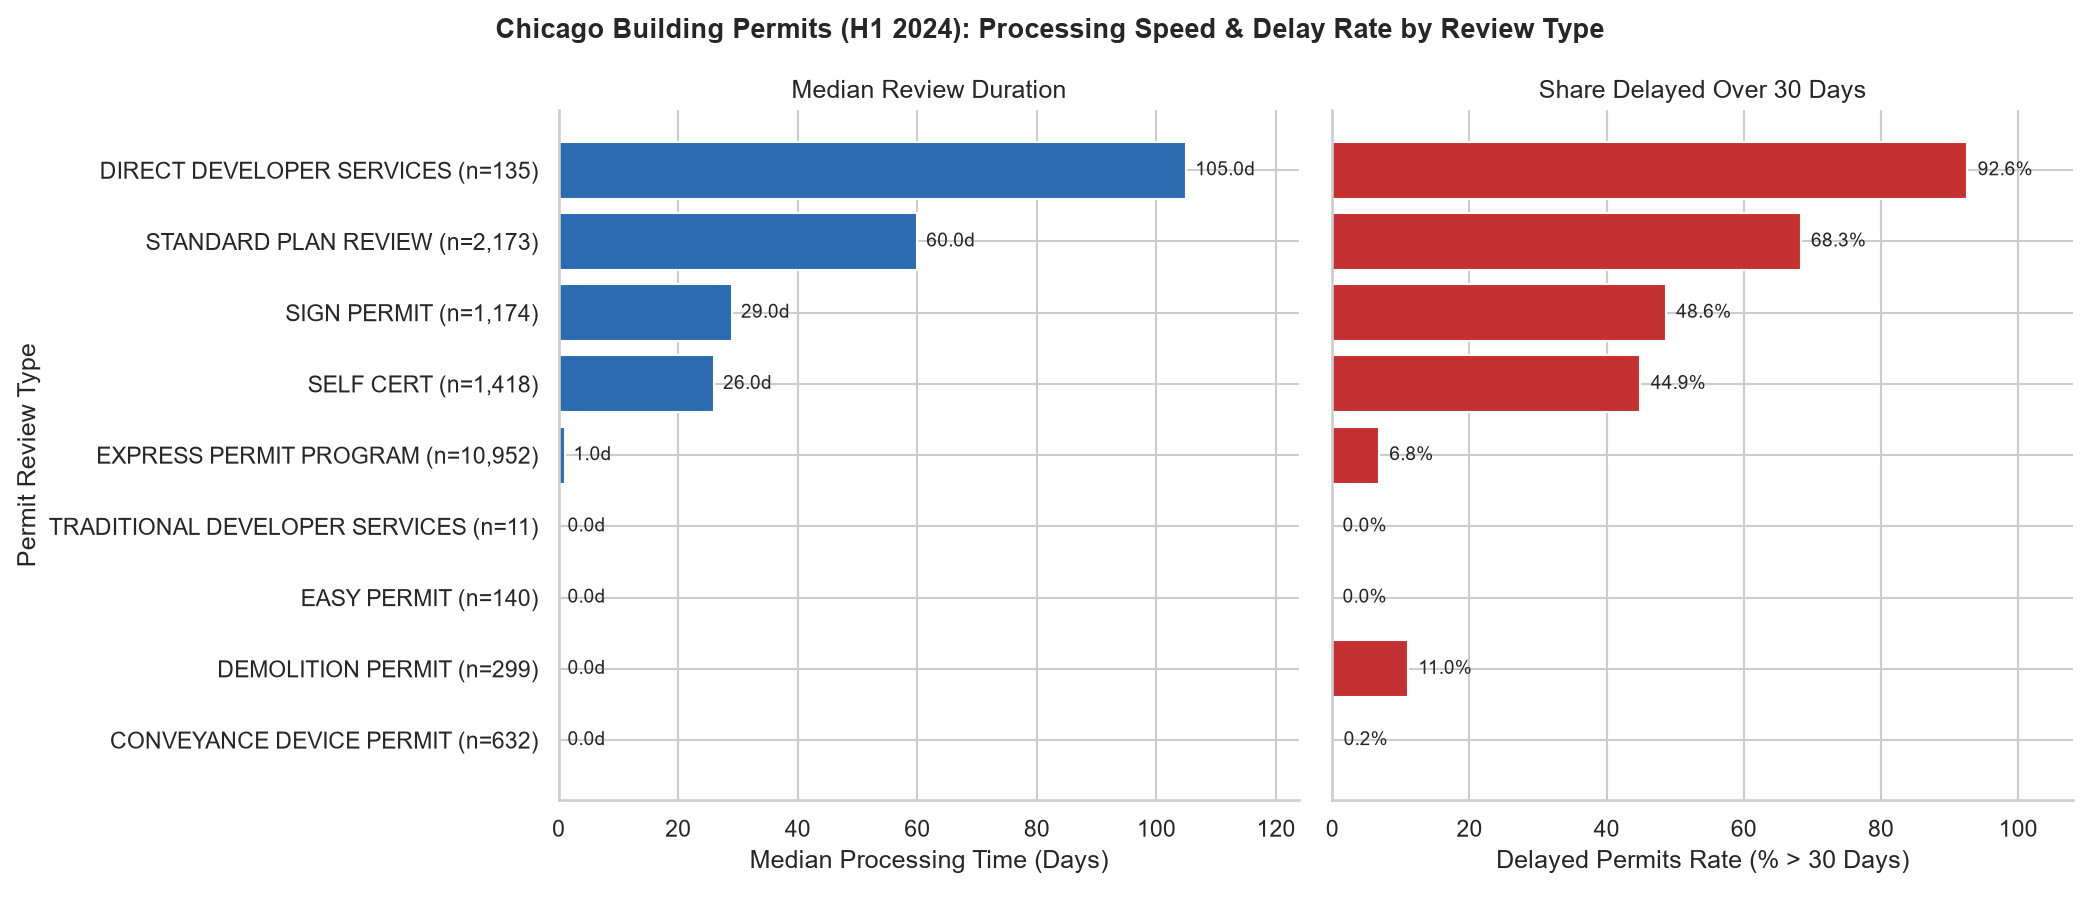 Chicago Building Permits (H1 2024): Processing Speed & Delay Rate by Review Type
Median Review Duration
Share Delayed Over 30 Days
Permit Review Type
DIRECT DEVELOPER SERVICES (n=135)
105.0d
92.6%
STANDARD PLAN REVIEW (n=2,173)
60.0d
68.3%
SIGN PERMIT (n=1,174)
29.0d
48.6%
SELF CERT (n=1,418)
26.0d
44.9%
EXPRESS PERMIT PROGRAM (n=10,952)
1.0d
6.8%
TRADITIONAL DEVELOPER SERVICES (n=11)
0.0d
0.0%
EASY PERMIT (n=140)
0.0d
0.0%
DEMOLITION PERMIT (n=299)
0.0d
11.0%
CONVEYANCE DEVICE PERMIT (n=632)
0.0d
0.2%
0 20 40 60 80 100 120
0 20 40 60 80 100
Median Processing Time (Days)
Delayed Permits Rate (% > 30 Days)